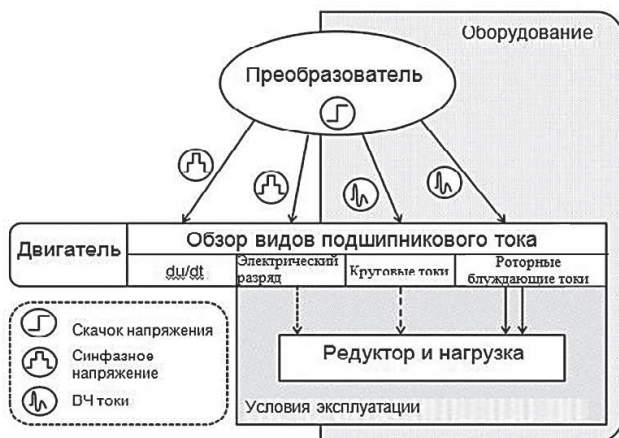 Оборудование
Преобразователь
Двигатель
Обзор видов подшипникового тока
du/dt
Электрический
разряд
Круговые токи
Роторные
блуждающие токи
Скачок напряжения
Синфазное
напряжение
ВЧ токи
Редуктор и нагрузка
Условия эксплуатации